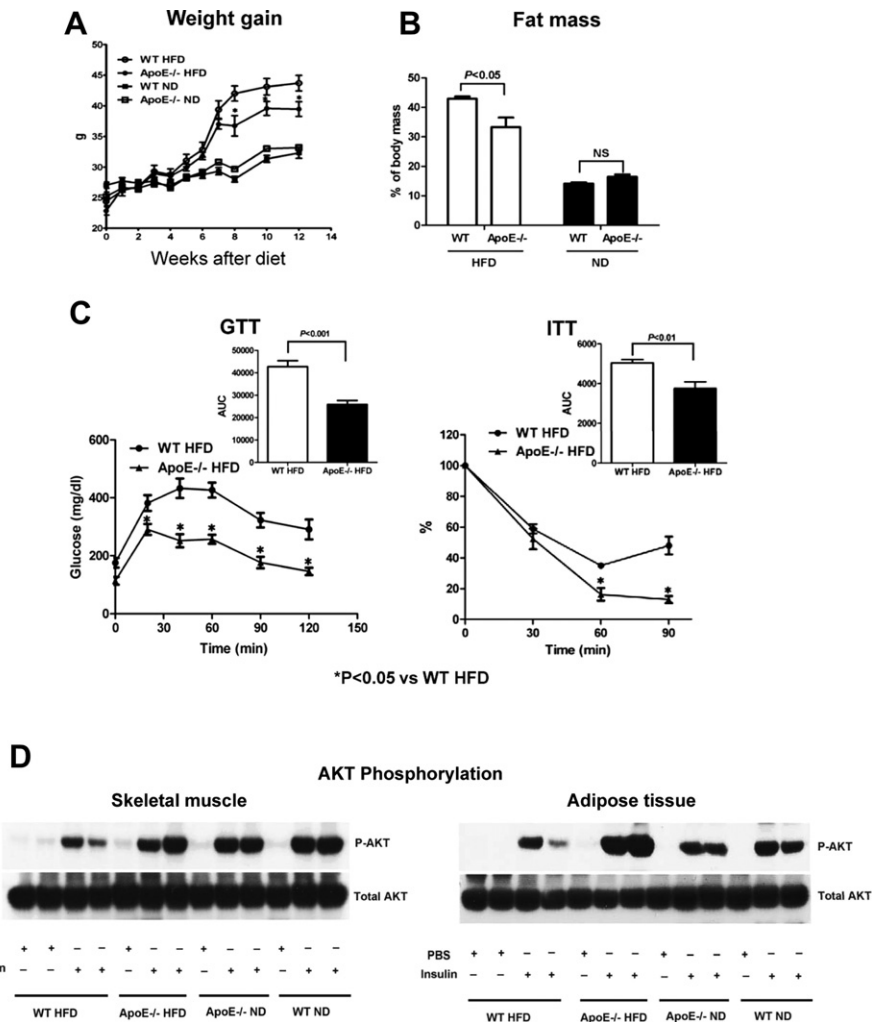 A Weight gain
50
45
40
35
30
25
20
g
WT HFD
ApoE-/- HFD
WT ND
ApoE-/- ND
* * *
0 2 4 6 8 10 12 14
Weeks after diet
B Fat mass
50
40
30
20
10
0
% of body mass
P<0.05
NS
WT ApoE-/- WT ApoE-/-
HFD ND
C
GTT
50000
40000
30000
20000
10000
0
AUC
P<0.001
WT HFD ApoE-/- HFD
600
400
200
0
Glucose (mg/dl)
WT HFD
ApoE-/- HFD
* * * * *
0 30 60 90 120 150
Time (min)
ITT
6000
4000
2000
0
AUC
P<0.01
WT HFD ApoE-/- HFD
120
100
80
60
40
20
0
%
WT HFD
ApoE-/- HFD
* *
0 30 60 90
Time (min)
*P<0.05 vs WT HFD
D
AKT Phosphorylation
Skeletal muscle
P-AKT
Total AKT
+ + – – + – – + – – + – –
n – – + + – + + – + + – + +
WT HFD ApoE-/- HFD ApoE-/- ND WT ND
Adipose tissue
P-AKT
Total AKT
PBS + + – – + – – + – – + – –
Insulin – – + + – + + – + + – + +
WT HFD ApoE-/- HFD ApoE-/- ND WT ND